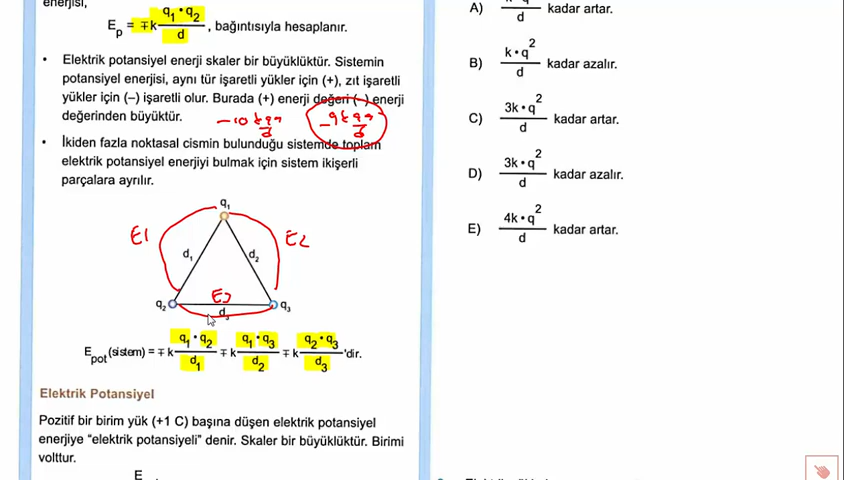 enerjisi,
E_p = ∓k q₁ • q₂ / d , bağıntısıyla hesaplanır.
• Elektrik potansiyel enerji skaler bir büyüklüktür. Sistemin
potansiyel enerjisi, aynı tür işaretli yükler için (+), zıt işaretli
yükler için (–) işaretli olur. Burada (+) enerji değeri (–) enerji
değerinden büyüktür.
• İkiden fazla noktasal cismin bulunduğu sistemde toplam
elektrik potansiyel enerjiyi bulmak için sistem ikişerli
parçalara ayrılır.
q₁
E1
E2
d₁
d₂
q₂
E3
q₃
d₃
E_pot (sistem) = ∓ k q₁ • q₂ / d₁ ∓ k q₁ • q₃ / d₂ ∓ k q₂ • q₃ / d₃ 'dir.
Elektrik Potansiyel
Pozitif bir birim yük (+1 C) başına düşen elektrik potansiyel
enerjiye “elektrik potansiyeli” denir. Skaler bir büyüklüktür. Birimi
volttur.
E
A) / d kadar artar.
B) k • q² / d kadar azalır.
C) 3k • q² / d kadar artar.
D) 3k • q² / d kadar azalır.
E) 4k • q² / d kadar artar.